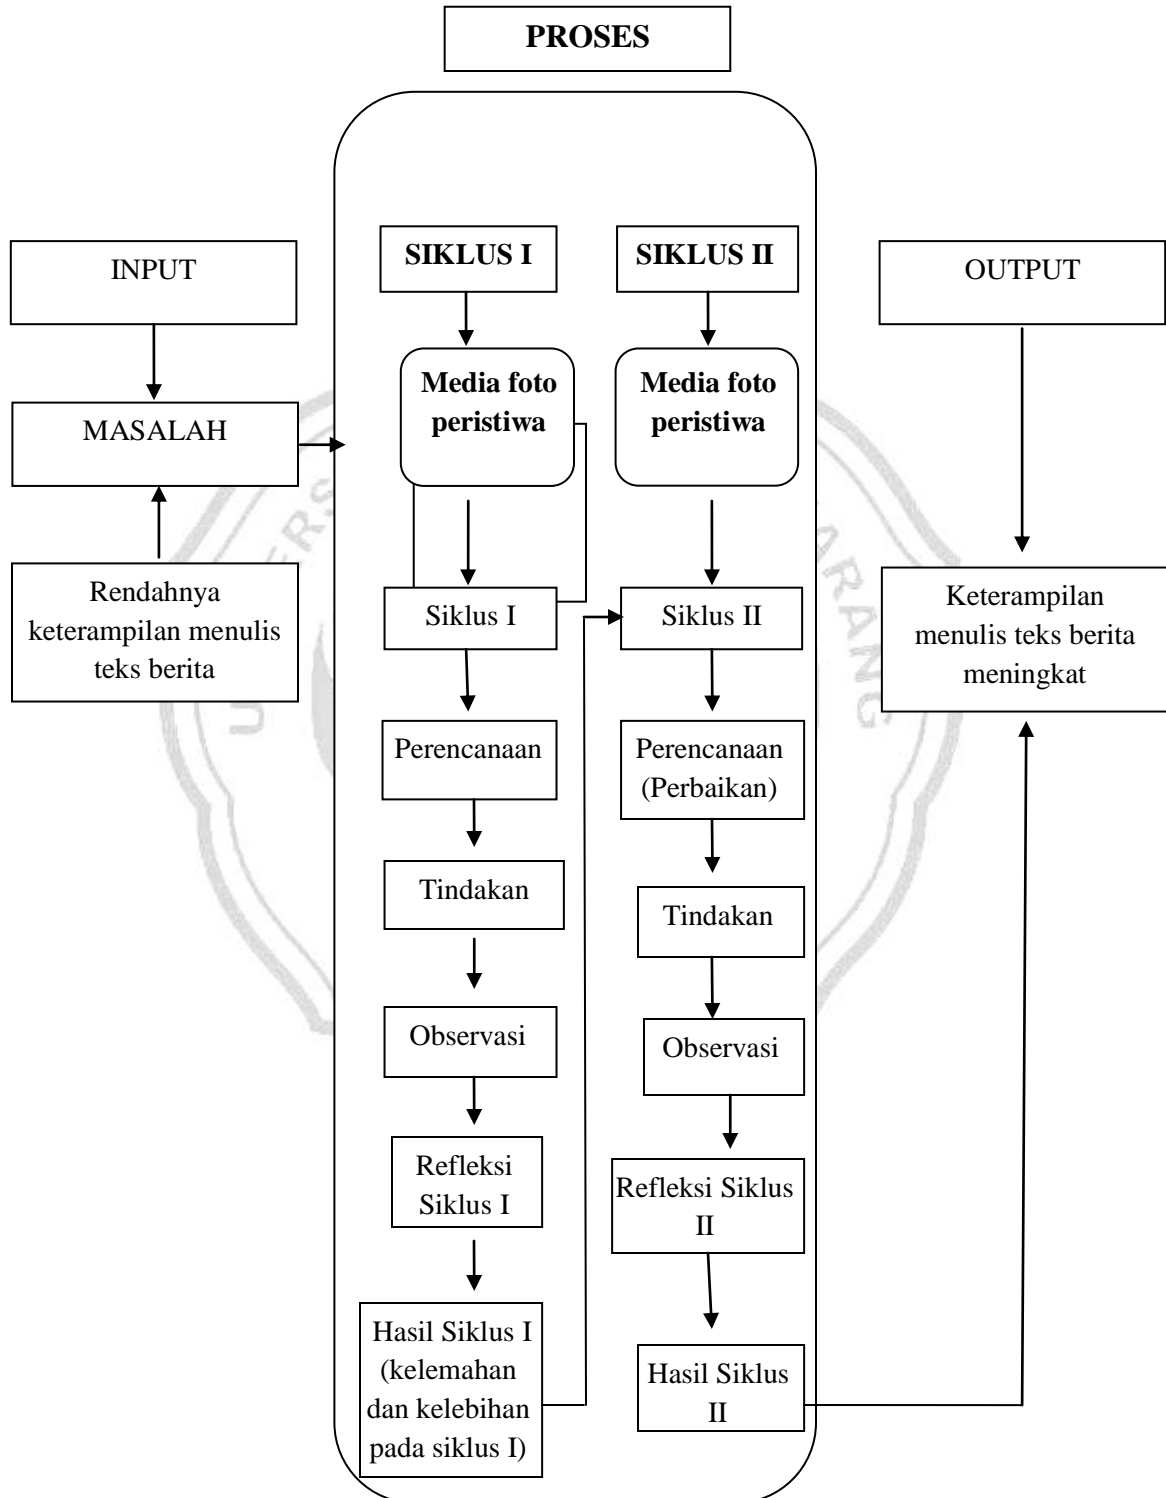 PROSES
INPUT
MASALAH
Rendahnya
keterampilan menulis
teks berita
SIKLUS I
Media foto
peristiwa
Siklus I
Perencanaan
Tindakan
Observasi
Refleksi
Siklus I
Hasil Siklus I
(kelemahan
dan kelebihan
pada siklus I)
SIKLUS II
Media foto
peristiwa
Siklus II
Perencanaan
(Perbaikan)
Tindakan
Observasi
Refleksi Siklus
II
Hasil Siklus
II
OUTPUT
Keterampilan
menulis teks berita
meningkat